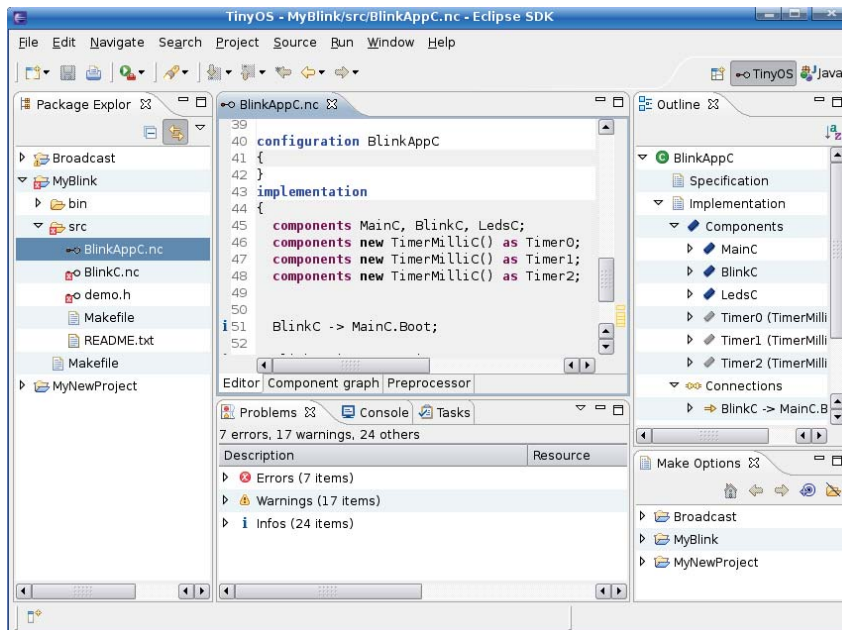 TinyOS - MyBlink/src/BlinkAppC.nc - Eclipse SDK
File Edit Navigate Search Project Source Run Window Help
TinyOS Java
Package Explor
Broadcast
MyBlink
bin
src
BlinkAppC.nc
BlinkC.nc
demo.h
Makefile
README.txt
Makefile
MyNewProject
BlinkAppC.nc
39
40 configuration BlinkAppC
41 {
42 }
43 implementation
44 {
45 components MainC, BlinkC, LedsC;
46 components new TimerMilliC() as Timer0;
47 components new TimerMilliC() as Timer1;
48 components new TimerMilliC() as Timer2;
49
50
i 51 BlinkC -> MainC.Boot;
52
Editor Component graph Preprocessor
Problems Console Tasks
7 errors, 17 warnings, 24 others
Description Resource
Errors (7 items)
Warnings (17 items)
i Infos (24 items)
Outline
az
C BlinkAppC
Specification
Implementation
Components
MainC
BlinkC
LedsC
Timer0 (TimerMilli
Timer1 (TimerMilli
Timer2 (TimerMilli
Connections
BlinkC -> MainC.B
Make Options
Broadcast
MyBlink
MyNewProject